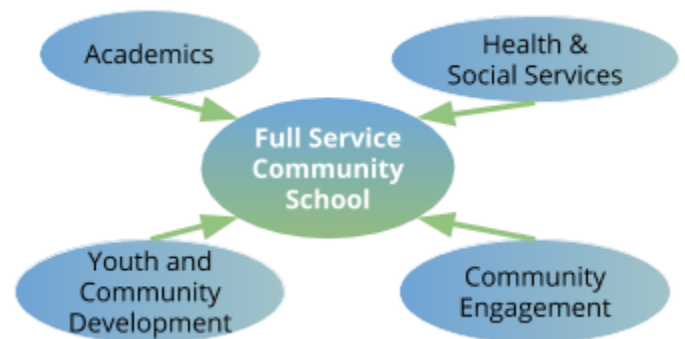 Academics
Health &
Social Services
Full Service
Community
School
Youth and
Community
Development
Community
Engagement